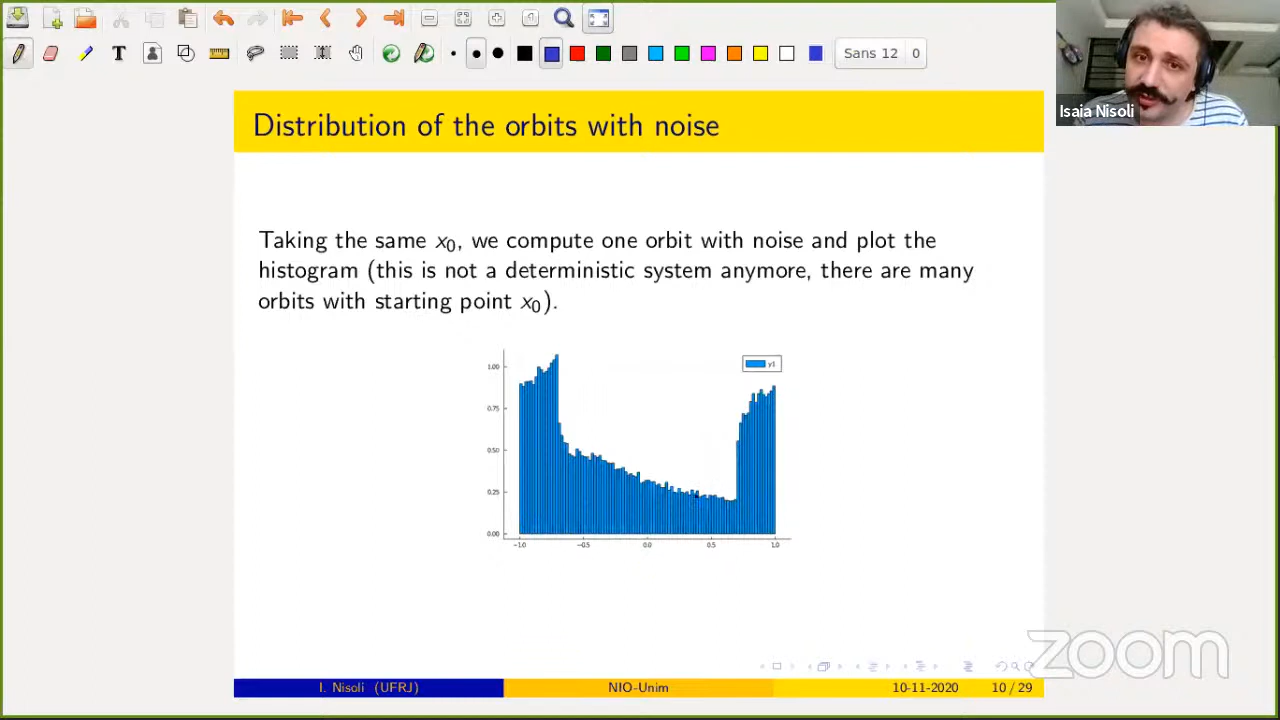 Sans 12 0
Isaia Nisoli
Distribution of the orbits with noise
Taking the same x0, we compute one orbit with noise and plot the
histogram (this is not a deterministic system anymore, there are many
orbits with starting point x0).
y1
1.00
0.75
0.50
0.25
0.00
−1.0 −0.5 0.0 0.5 1.0
zoom
I. Nisoli (UFRJ) NIO-Unim 10-11-2020 10 / 29